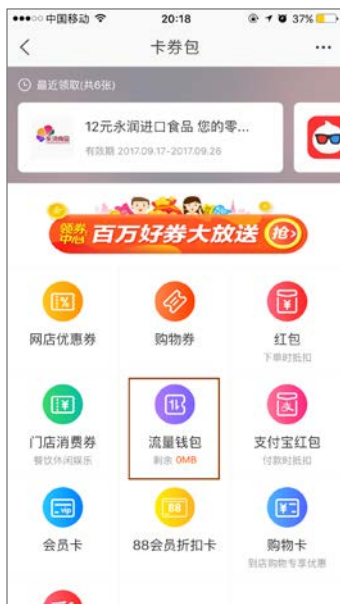 中国移动 20:18 37%
卡券包
最近领取(共6张)
12元永润进口食品 您的零...
有效期 2017.09.17-2017.09.26
领券中心 百万好券大放送 抢
网店优惠券 购物券 红包
下单时抵扣
门店消费券 流量钱包 支付宝红包
餐饮休闲娱乐 剩余 0MB 付款时抵扣
会员卡 88会员折扣卡 购物卡
到店购物专享优惠